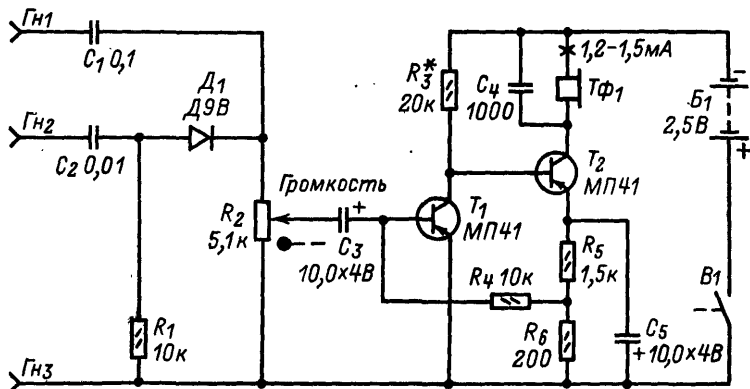 Гн1
C1 0,1
Гн2
C2 0,01
Д1
Д9В
R1
10к
R2
5,1к
Громкость
+
C3
10,0×4В
T1
МП41
R3*
20к
C4
1000
1,2-1,5мА
Тф1
T2
МП41
R4 10к
R5
1,5к
R6
200
C5
+10,0×4В
Б1
2,5В
-
+
В1
Гн3